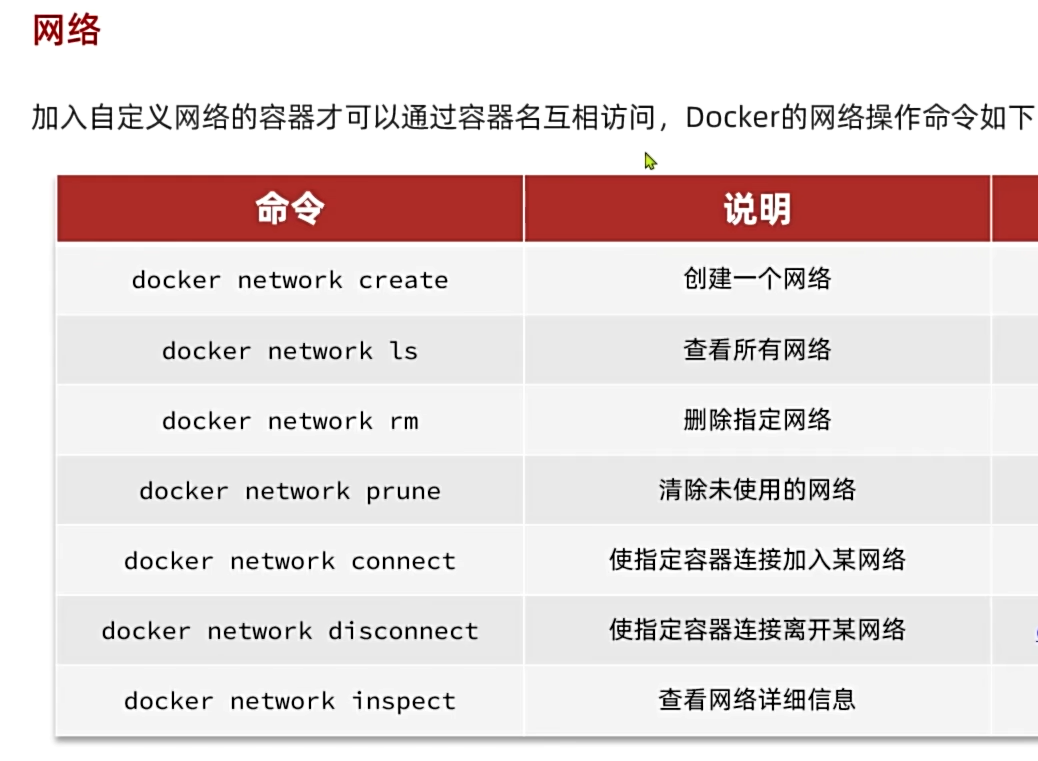 网络
加入自定义网络的容器才可以通过容器名互相访问，Docker的网络操作命令如下
命令 说明
docker network create 创建一个网络
docker network ls 查看所有网络
docker network rm 删除指定网络
docker network prune 清除未使用的网络
docker network connect 使指定容器连接加入某网络
docker network disconnect 使指定容器连接离开某网络
docker network inspect 查看网络详细信息